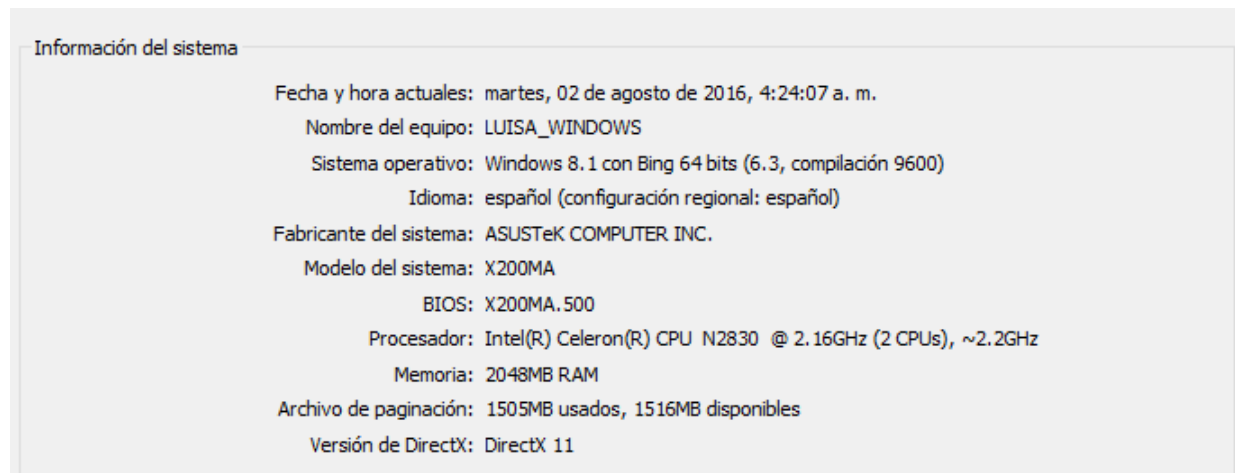 Información del sistema
Fecha y hora actuales: martes, 02 de agosto de 2016, 4:24:07 a. m.
Nombre del equipo: LUISA_WINDOWS
Sistema operativo: Windows 8.1 con Bing 64 bits (6.3, compilación 9600)
Idioma: español (configuración regional: español)
Fabricante del sistema: ASUSTeK COMPUTER INC.
Modelo del sistema: X200MA
BIOS: X200MA.500
Procesador: Intel(R) Celeron(R) CPU N2830 @ 2.16GHz (2 CPUs), ~2.2GHz
Memoria: 2048MB RAM
Archivo de paginación: 1505MB usados, 1516MB disponibles
Versión de DirectX: DirectX 11